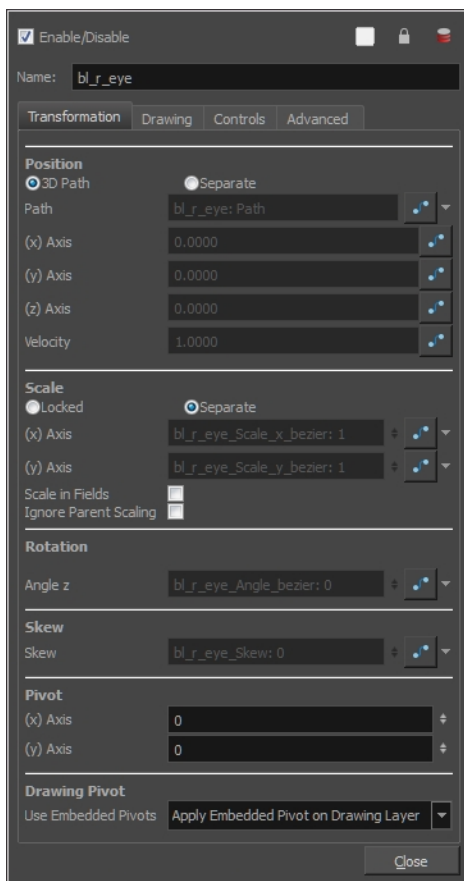 Enable/Disable
Name: bl_r_eye
Transformation Drawing Controls Advanced
Position
3D Path Separate
Path bl_r_eye: Path
(x) Axis 0.0000
(y) Axis 0.0000
(z) Axis 0.0000
Velocity 1.0000
Scale
Locked Separate
(x) Axis bl_r_eye_Scale_x_bezier: 1
(y) Axis bl_r_eye_Scale_y_bezier: 1
Scale in Fields
Ignore Parent Scaling
Rotation
Angle z bl_r_eye_Angle_bezier: 0
Skew
Skew bl_r_eye_Skew: 0
Pivot
(x) Axis 0
(y) Axis 0
Drawing Pivot
Use Embedded Pivots Apply Embedded Pivot on Drawing Layer
Close